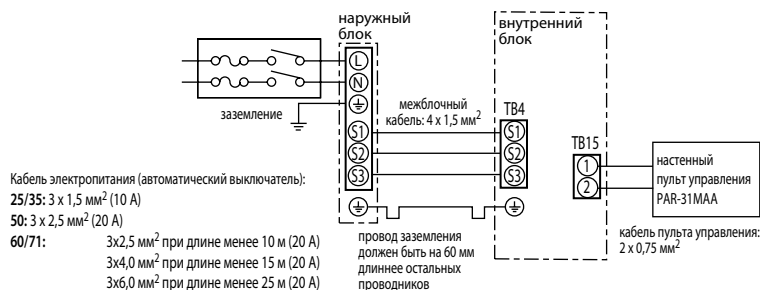 наружный
блок
внутренний
блок
L
N
заземление
межблочный
кабель: 4 x 1,5 мм²
TB4
S1
S2
S3
S1
S2
S3
TB15
1
2
настенный
пульт управления
PAR-31MAA
кабель пульта управления:
2 x 0,75 мм²
провод заземления
должен быть на 60 мм
длиннее остальных
проводников
Кабель электропитания (автоматический выключатель):
25/35: 3 x 1,5 мм² (10 А)
50: 3 x 2,5 мм² (20 А)
60/71: 3x2,5 мм² при длине менее 10 м (20 А)
3x4,0 мм² при длине менее 15 м (20 А)
3x6,0 мм² при длине менее 25 м (20 А)